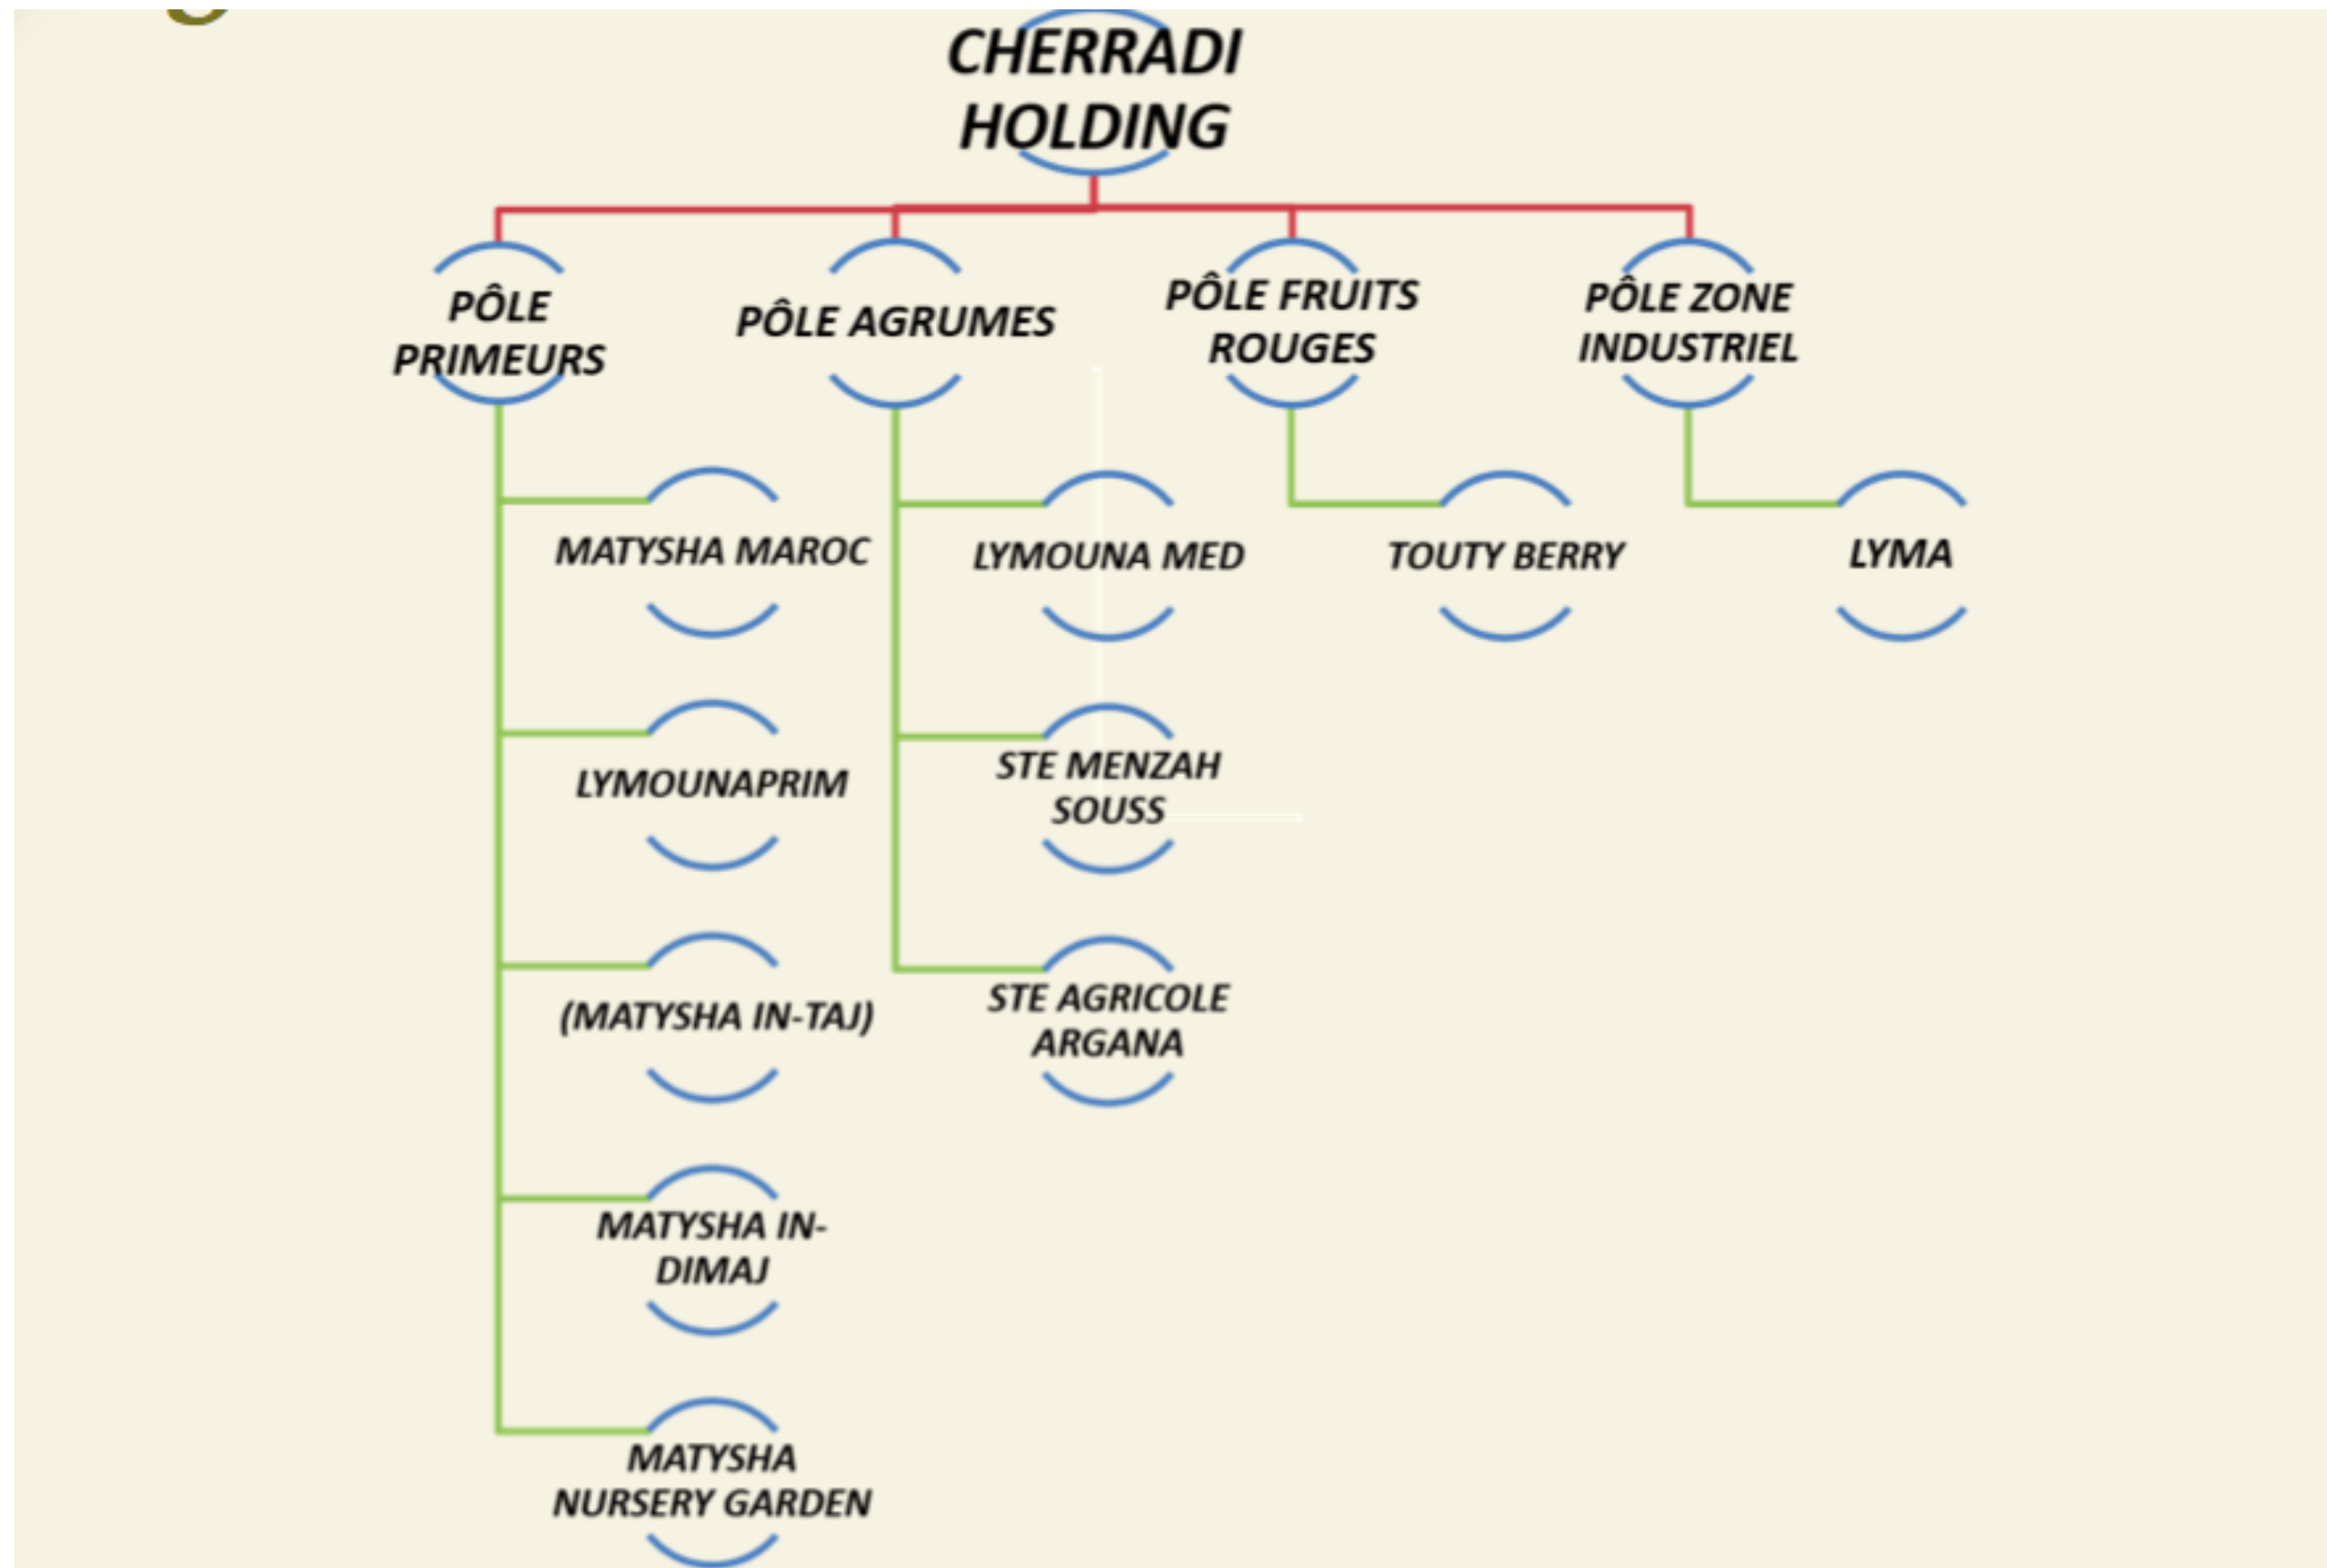 CHERRADI
HOLDING
PÔLE
PRIMEURS
PÔLE AGRUMES
PÔLE FRUITS
ROUGES
PÔLE ZONE
INDUSTRIEL
MATYSHA MAROC
LYMOUNAPRIM
(MATYSHA IN-TAJ)
MATYSHA IN-
DIMAJ
MATYSHA
NURSERY GARDEN
LYMOUNA MED
STE MENZAH
SOUSS
STE AGRICOLE
ARGANA
TOUTY BERRY
LYMA